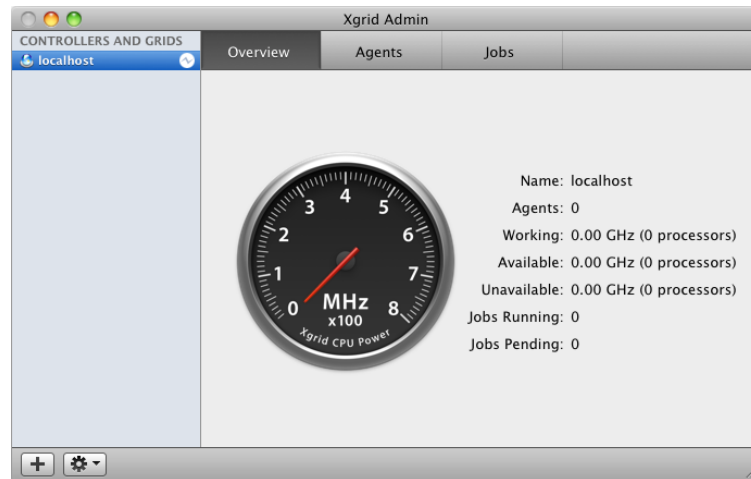 Xgrid Admin
CONTROLLERS AND GRIDS
localhost
Overview Agents Jobs
0 1 2 3 4 5 6 7 8
MHz
x100
Xgrid CPU Power
Name: localhost
Agents: 0
Working: 0.00 GHz (0 processors)
Available: 0.00 GHz (0 processors)
Unavailable: 0.00 GHz (0 processors)
Jobs Running: 0
Jobs Pending: 0